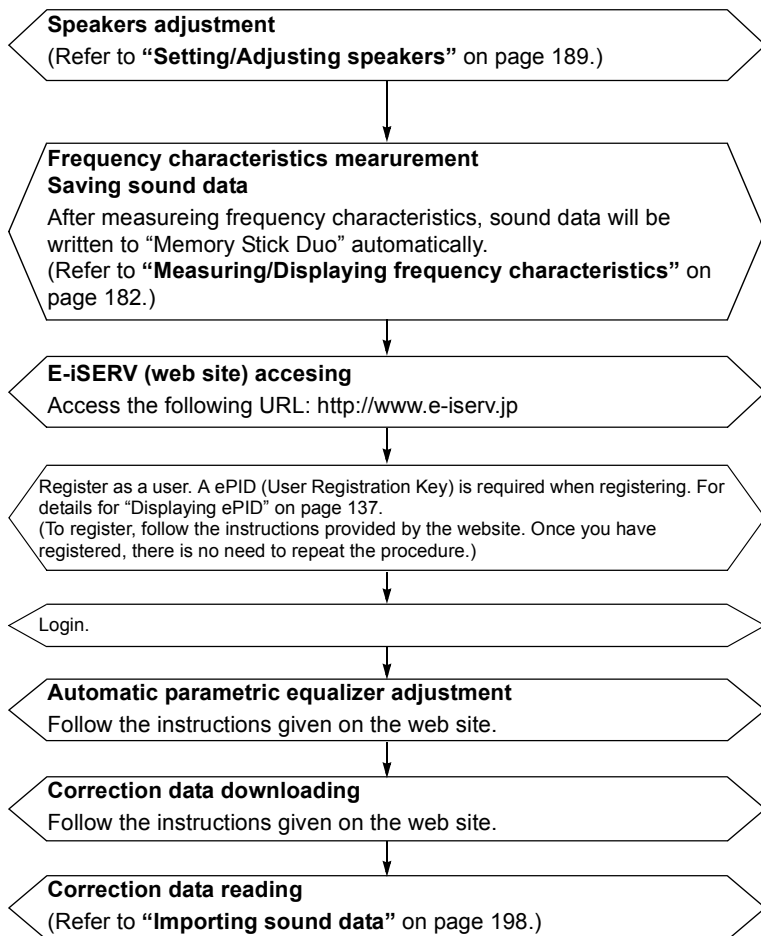 Speakers adjustment
(Refer to “Setting/Adjusting speakers” on page 189.)
Frequency characteristics mearurement
Saving sound data
After measureing frequency characteristics, sound data will be
written to “Memory Stick Duo” automatically.
(Refer to “Measuring/Displaying frequency characteristics” on
page 182.)
E-iSERV (web site) accesing
Access the following URL: http://www.e-iserv.jp
Register as a user. A ePID (User Registration Key) is required when registering. For
details for “Displaying ePID” on page 137.
(To register, follow the instructions provided by the website. Once you have
registered, there is no need to repeat the procedure.)
Login.
Automatic parametric equalizer adjustment
Follow the instructions given on the web site.
Correction data downloading
Follow the instructions given on the web site.
Correction data reading
(Refer to “Importing sound data” on page 198.)